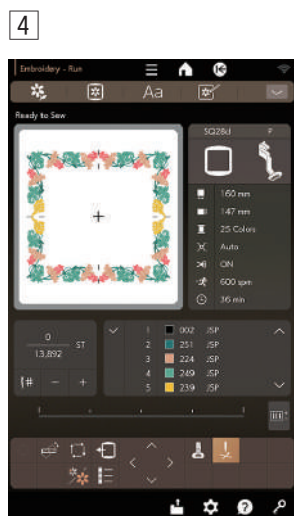 4
Embroidery - Run
Aa
Ready to Sew
SQ28d P
160 mm
147 mm
25 Colors
Auto
ON
600 spm
36 min
0
13,892
ST
1 002 JSP
2 251 JSP
3 224 JSP
4 249 JSP
5 239 JSP
# - +